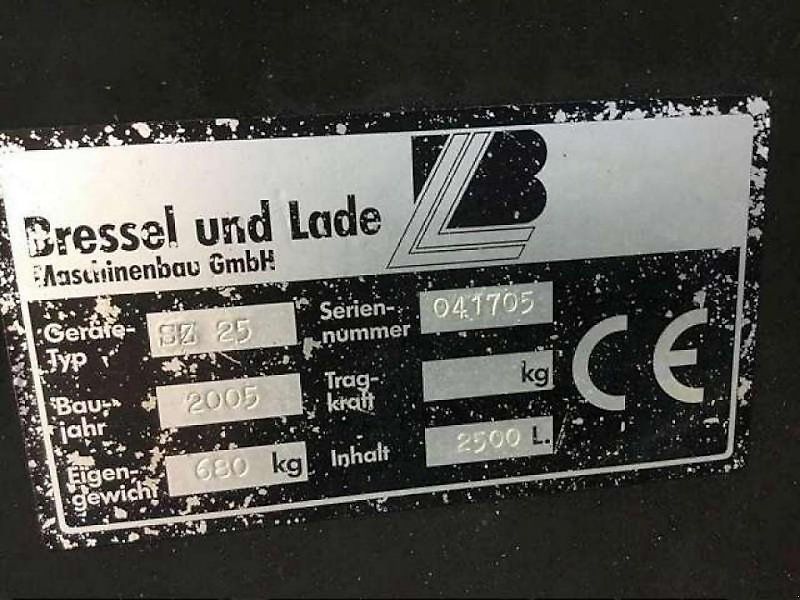 LB
Bressel und Lade
Maschinenbau GmbH
Geräte-
Typ
SZ 25
Serien-
nummer
041705
Bau-
jahr
2005
Trag-
kraft
kg
Eigen-
gewicht
680 kg
Inhalt
2500 L.
CE